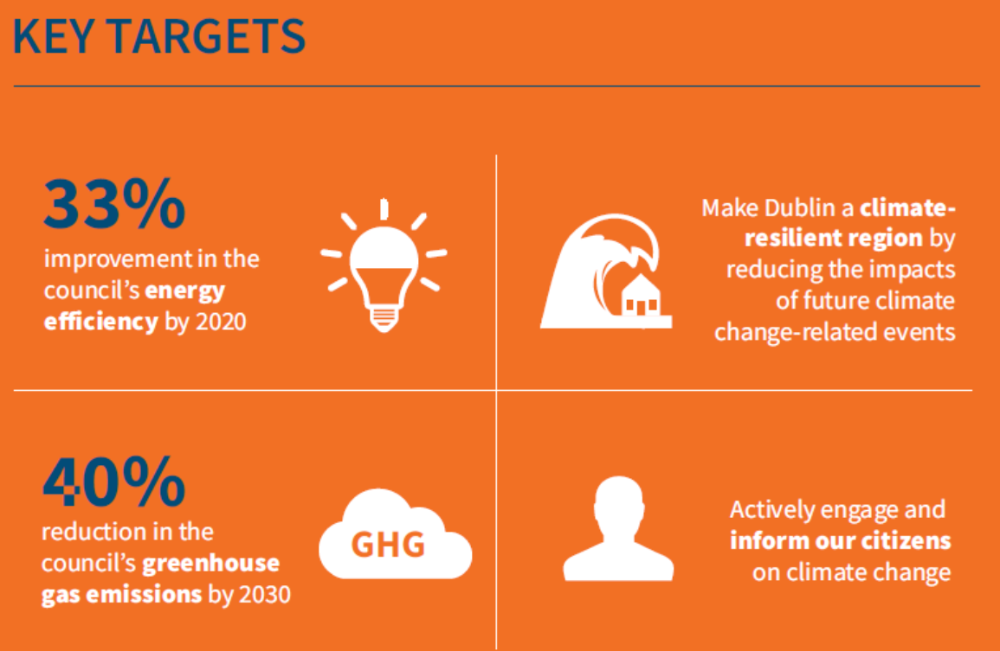 KEY TARGETS
33%
improvement in the
council's energy
efficiency by 2020
Make Dublin a climate-
resilient region by
reducing the impacts
of future climate
change-related events
40%
reduction in the
council's greenhouse
gas emissions by 2030
GHG
Actively engage and
inform our citizens
on climate change